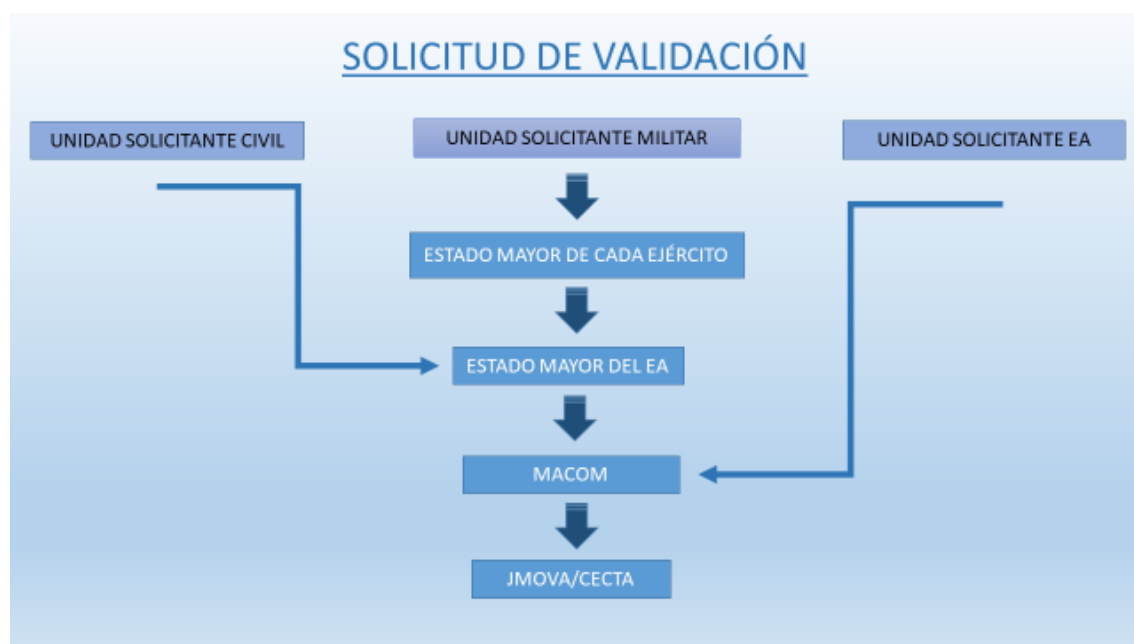 SOLICITUD DE VALIDACIÓN
UNIDAD SOLICITANTE CIVIL
UNIDAD SOLICITANTE MILITAR
UNIDAD SOLICITANTE EA
ESTADO MAYOR DE CADA EJÉRCITO
ESTADO MAYOR DEL EA
MACOM
JMOVA/CECTA